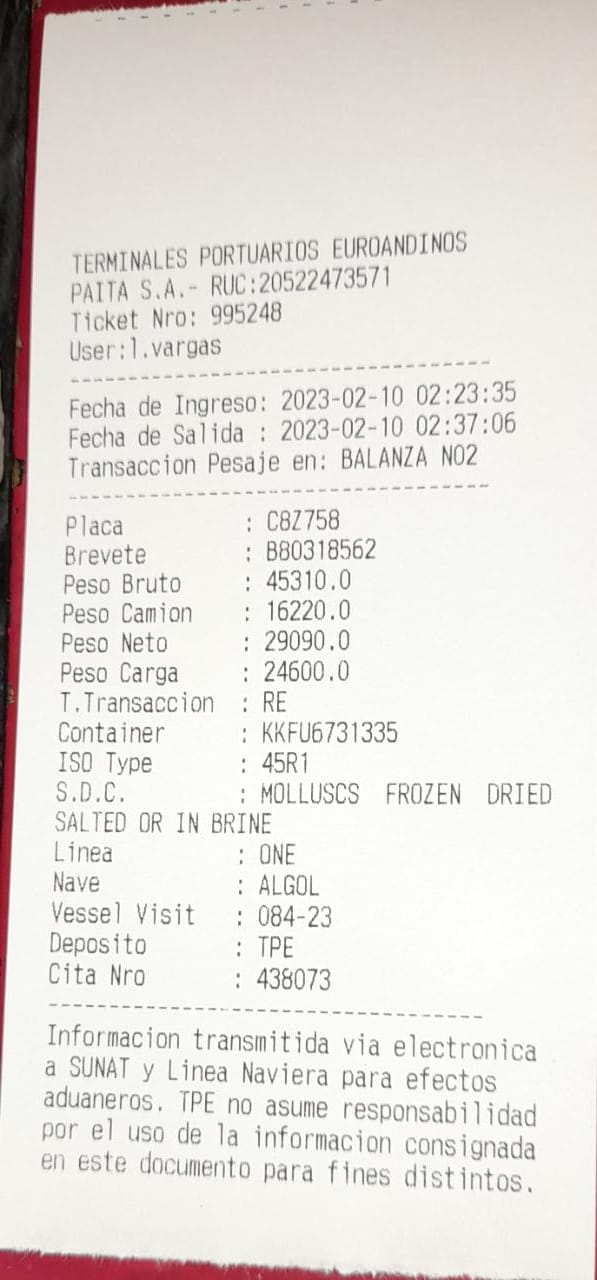 TERMINALES PORTUARIOS EUROANDINOS
PAITA S.A.- RUC:20522473571
Ticket Nro: 995248
User:l.vargas
Fecha de Ingreso: 2023-02-10 02:23:35
Fecha de Salida : 2023-02-10 02:37:06
Transaccion Pesaje en: BALANZA NO2
Placa : C8Z758
Brevete : B80318562
Peso Bruto : 45310.0
Peso Camion : 16220.0
Peso Neto : 29090.0
Peso Carga : 24600.0
T.Transaccion : RE
Container : KKFU6731335
ISO Type : 45R1
S.D.C. : MOLLUSCS FROZEN DRIED
SALTED OR IN BRINE
Linea : ONE
Nave : ALGOL
Vessel Visit : 084-23
Deposito : TPE
Cita Nro : 438073
Informacion transmitida via electronica
a SUNAT y Linea Naviera para efectos
aduaneros. TPE no asume responsabilidad
por el uso de la informacion consignada
en este documento para fines distintos.